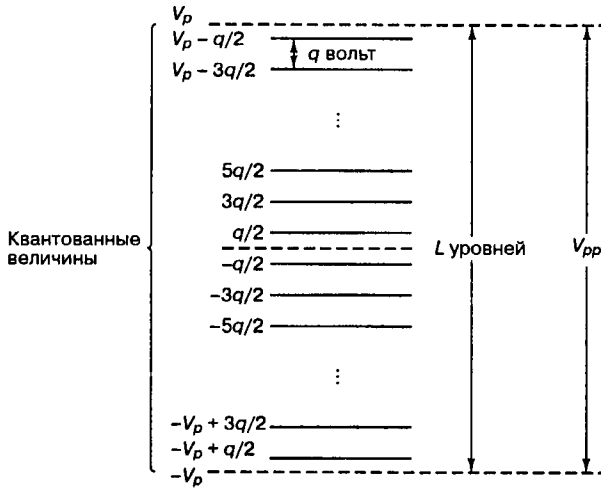 V_p
V_p – q/2
q вольт
V_p – 3q/2
⋮
5q/2
3q/2
q/2
Квантованные
величины
L уровней
V_pp
–q/2
–3q/2
–5q/2
⋮
–V_p + 3q/2
–V_p + q/2
–V_p